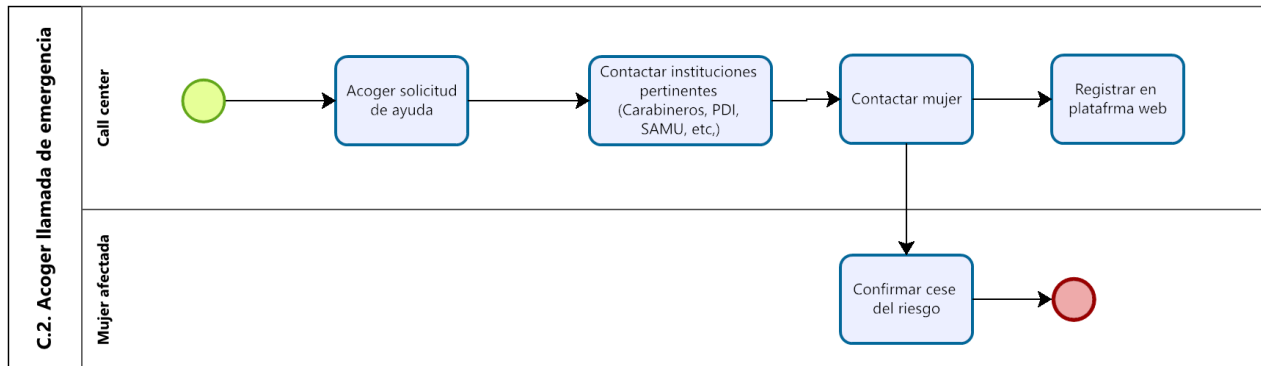 C.2. Acoger llamada de emergencia
Call center
Acoger solicitud
de ayuda
Contactar instituciones
pertinentes
(Carabineros, PDI,
SAMU, etc,)
Contactar mujer
Registrar en
platafrma web
Mujer afectada
Confirmar cese
del riesgo